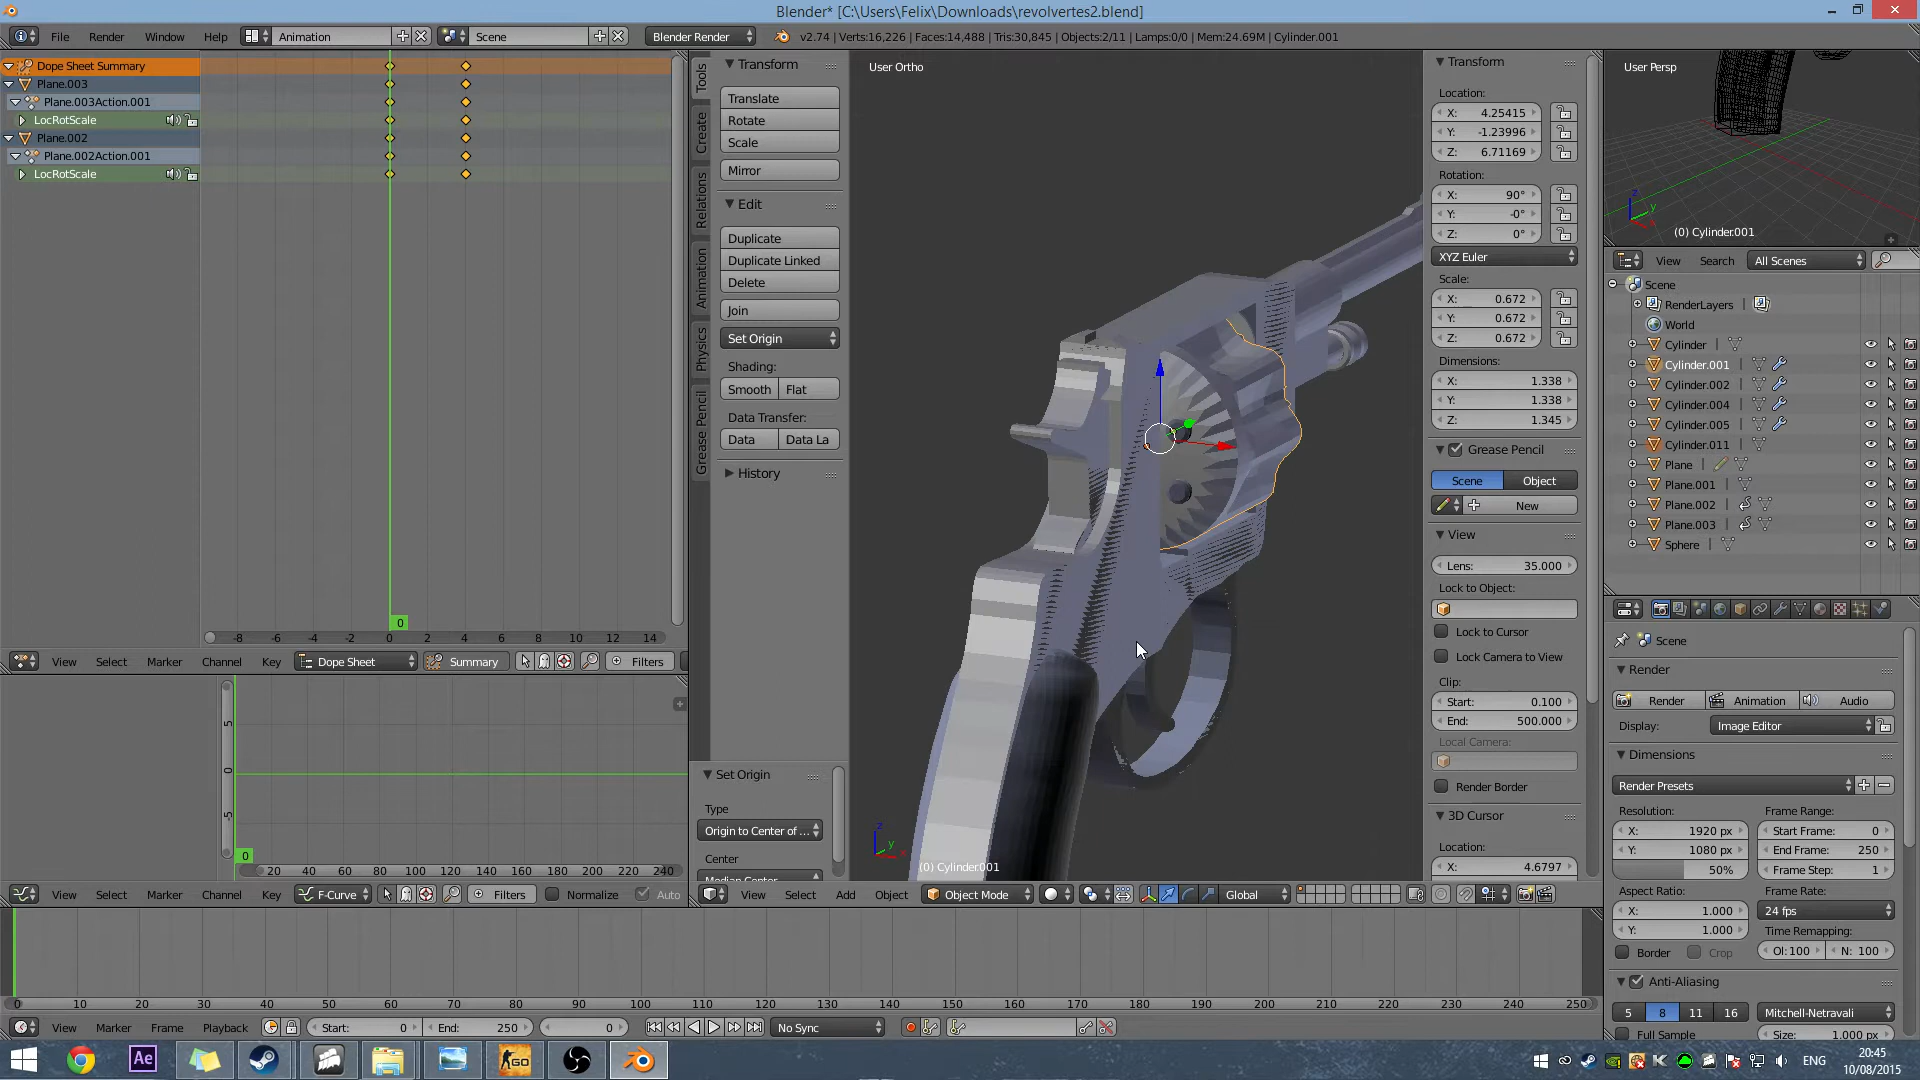 Blender* [C:\Users\Felix\Downloads\revolvertes2.blend]
File Render Window Help Animation Scene Blender Render v2.74 | Verts:16,226 | Faces:14,488 | Tris:30,845 | Objects:2/11 | Lamps:0/0 | Mem:24.69M | Cylinder.001
Dope Sheet Summary
Plane.003
Plane.003Action.001
LocRotScale
Plane.002
Plane.002Action.001
LocRotScale
0
-8 -6 -4 -2 0 2 4 6 8 10 12 14
View Select Marker Channel Key Dope Sheet Summary Filters
5
0
-5
0
20 40 60 80 100 120 140 160 180 200 220 240
View Select Marker Channel Key F-Curve Filters Normalize Auto
Tools
Create
Relations
Animation
Physics
Grease Pencil
Transform
Translate
Rotate
Scale
Mirror
Edit
Duplicate
Duplicate Linked
Delete
Join
Set Origin
Shading:
Smooth Flat
Data Transfer:
Data Data La
History
Set Origin
Type
Origin to Center of ...
Center
Median Center
User Ortho
z
y
x
(0) Cylinder.001
View Select Add Object Object Mode Global
Transform
Location:
X: 4.25415
Y: -1.23996
Z: 6.71169
Rotation:
X: 90°
Y: -0°
Z: 0°
XYZ Euler
Scale:
X: 0.672
Y: 0.672
Z: 0.672
Dimensions:
X: 1.338
Y: 1.338
Z: 1.345
Grease Pencil
Scene Object
New
View
Lens: 35.000
Lock to Object:
Lock to Cursor
Lock Camera to View
Clip:
Start: 0.100
End: 500.000
Local Camera:
Render Border
3D Cursor
Location:
X: 4.6797
User Persp
z
y
(0) Cylinder.001
View Search All Scenes
Scene
RenderLayers
World
Cylinder
Cylinder.001
Cylinder.002
Cylinder.004
Cylinder.005
Cylinder.011
Plane
Plane.001
Plane.002
Plane.003
Sphere
Scene
Render
Render Animation Audio
Display: Image Editor
Dimensions
Render Presets
Resolution: Frame Range:
X: 1920 px Start Frame: 0
Y: 1080 px End Frame: 250
50% Frame Step: 1
Aspect Ratio: Frame Rate:
X: 1.000 24 fps
Y: 1.000 Time Remapping:
Border Crop Ol:100 N: 100
Anti-Aliasing
5 8 11 16 Mitchell-Netravali
Full Sample Size: 1.000 px
0 10 20 30 40 50 60 70 80 90 100 110 120 130 140 150 160 170 180 190 200 210 220 230 240 250
View Marker Frame Playback Start: 0 End: 250 0 No Sync
Ae GO ENG 20:45
10/08/2015